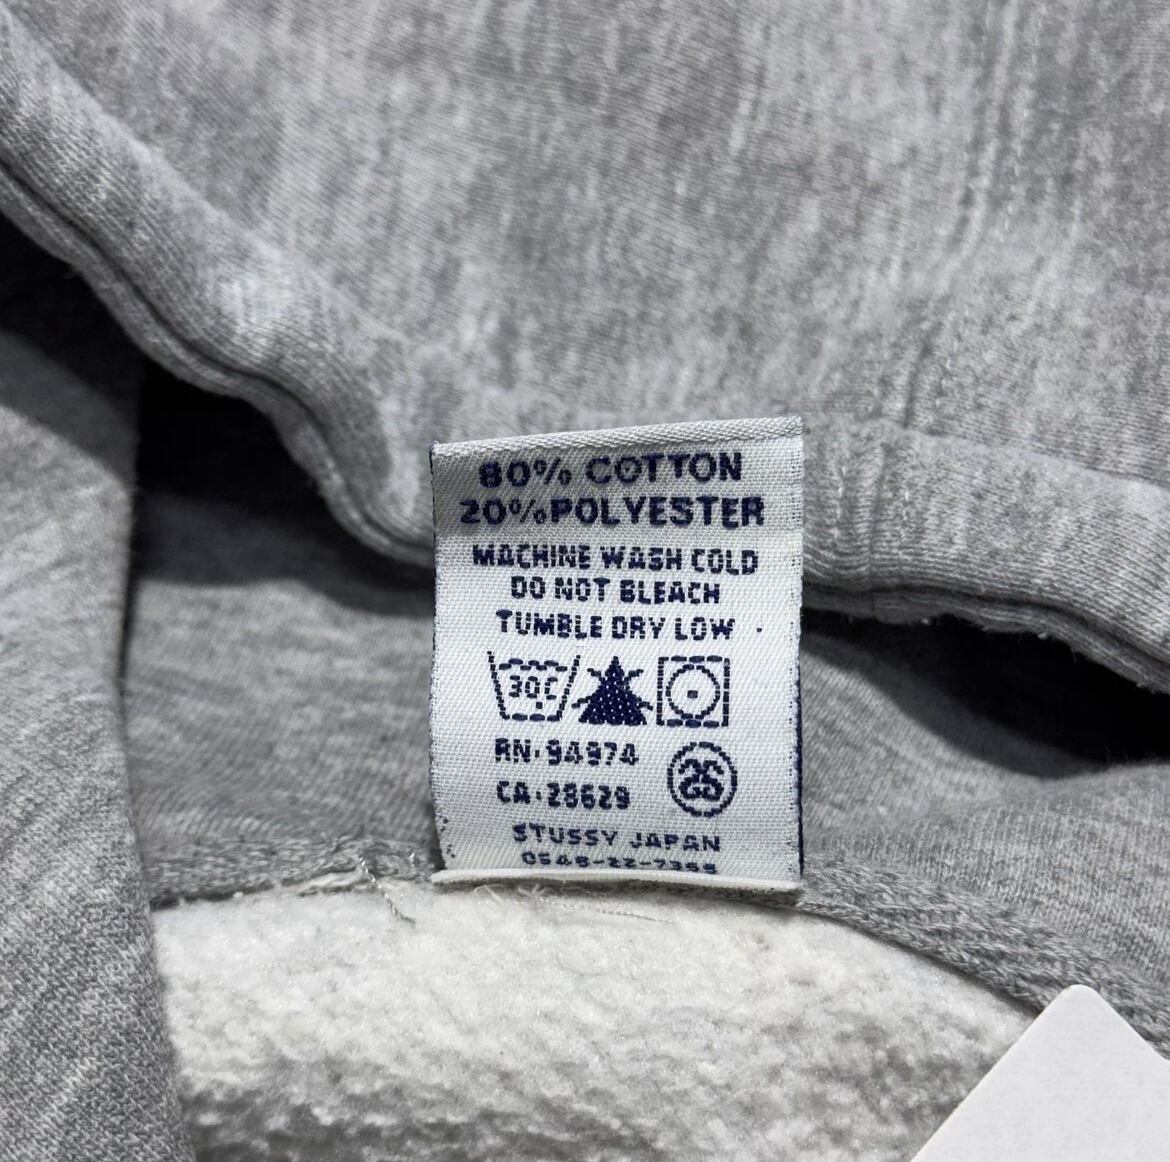 80% COTTON
20% POLYESTER
MACHINE WASH COLD
DO NOT BLEACH
TUMBLE DRY LOW
30C
RN·94974
CA·28629
STUSSY JAPAN